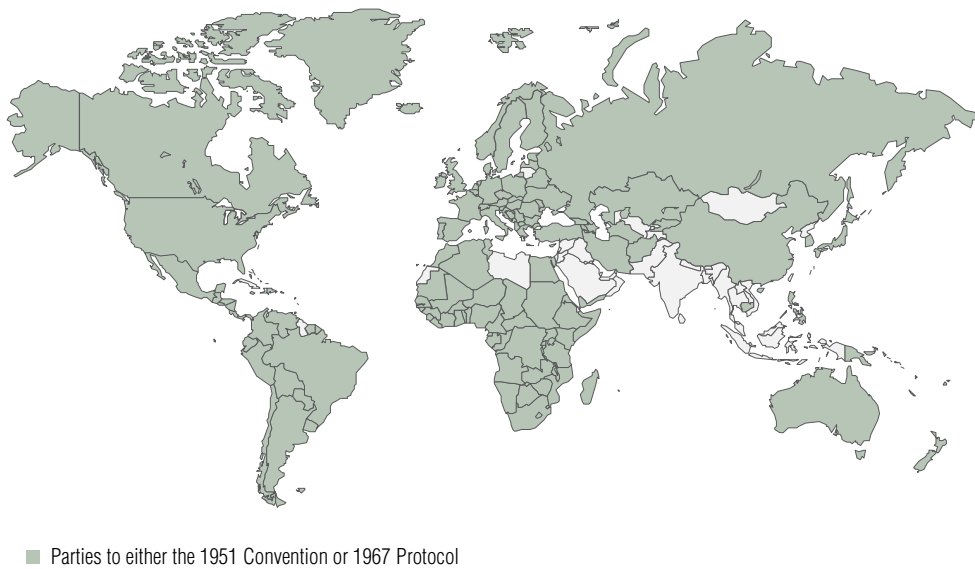 Parties to either the 1951 Convention or 1967 Protocol